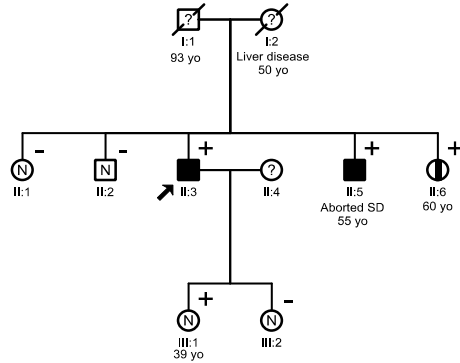 ? ?
I:1 I:2
93 yo Liver disease
50 yo
- - + + +
N N ?
II:1 II:2 II:3 II:4 II:5 II:6
Aborted SD 60 yo
55 yo
+ -
N N
III:1 III:2
39 yo